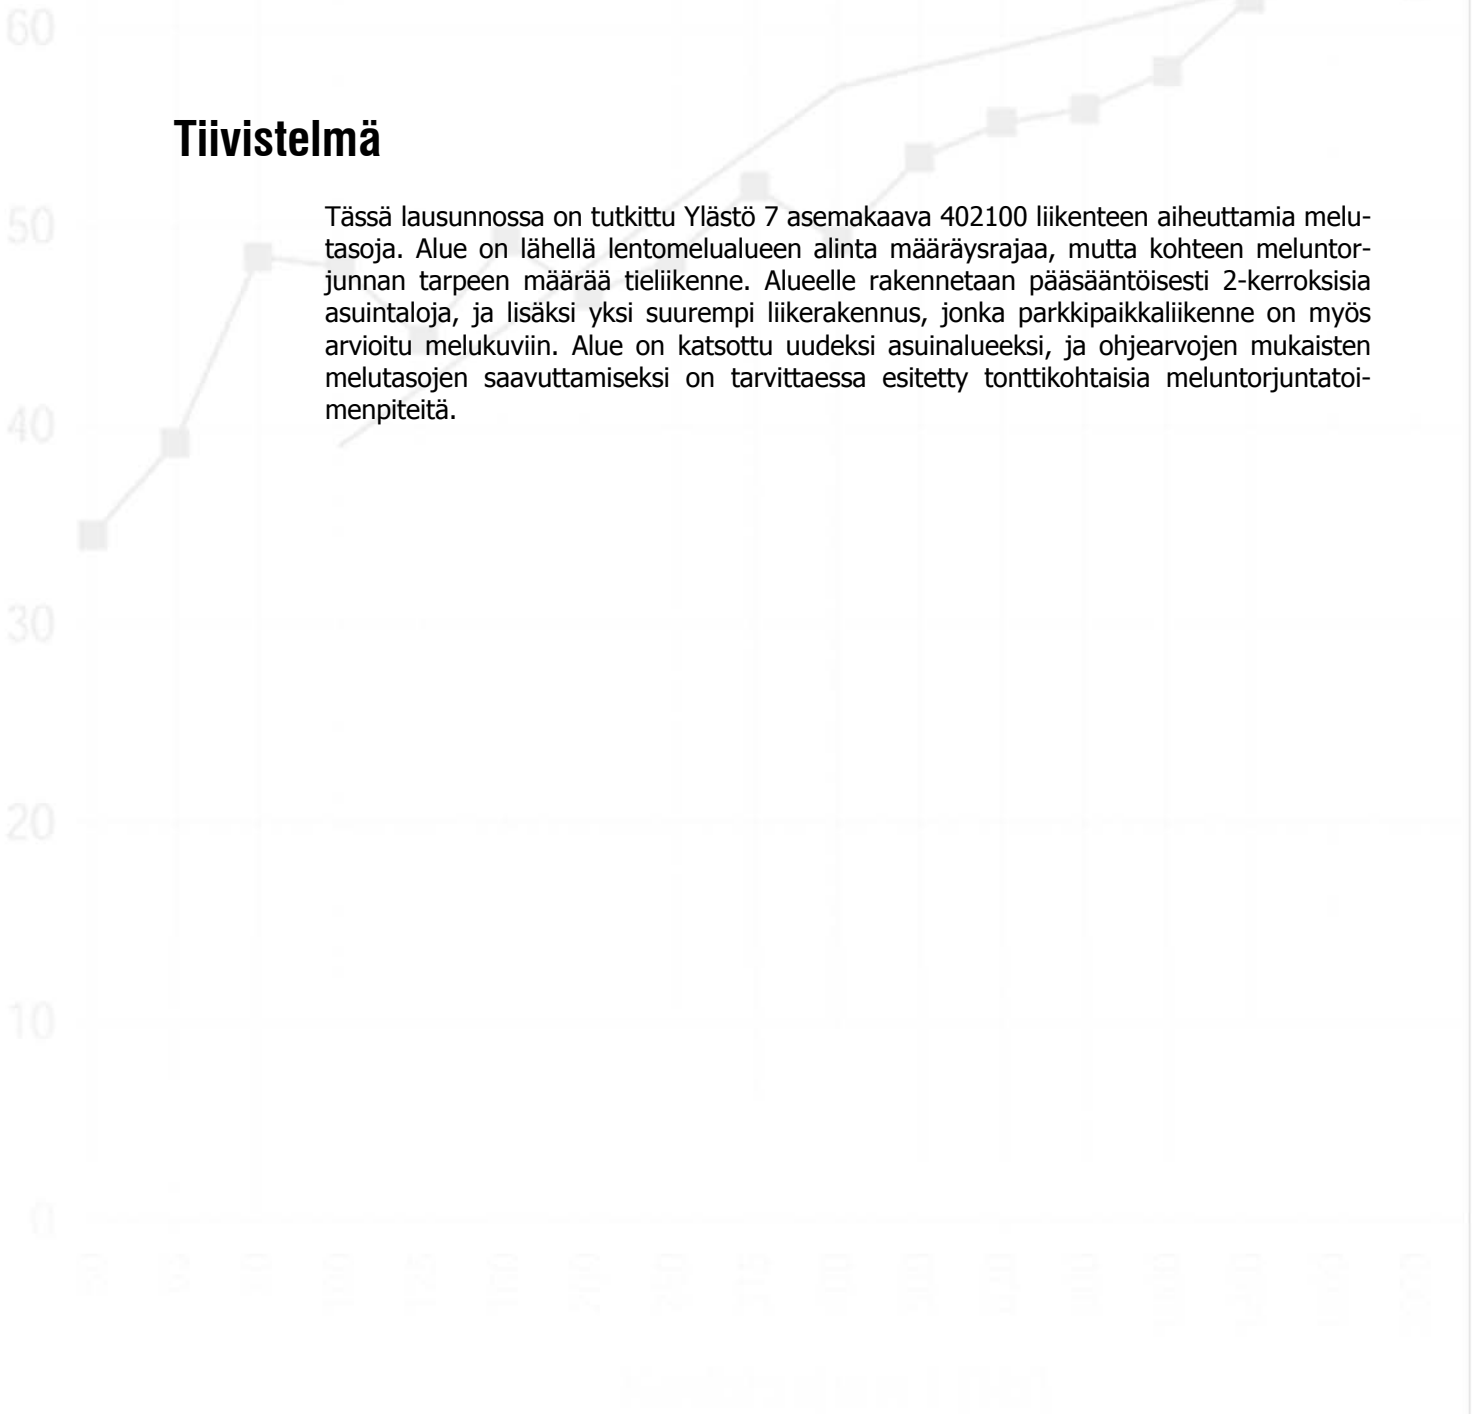 60
Tiivistelmä
50
Tässä lausunnossa on tutkittu Ylästö 7 asemakaava 402100 liikenteen aiheuttamia melu-
tasoja. Alue on lähellä lentomelualueen alinta määräysrajaa, mutta kohteen meluntor-
junnan tarpeen määrää tieliikenne. Alueelle rakennetaan pääsääntöisesti 2-kerroksisia
asuintaloja, ja lisäksi yksi suurempi liikerakennus, jonka parkkipaikkaliikenne on myös
arvioitu melukuviin. Alue on katsottu uudeksi asuinalueeksi, ja ohjearvojen mukaisten
melutasojen saavuttamiseksi on tarvittaessa esitetty tonttikohtaisia meluntorjuntatoi-
menpiteitä.
40
30
20
10
0